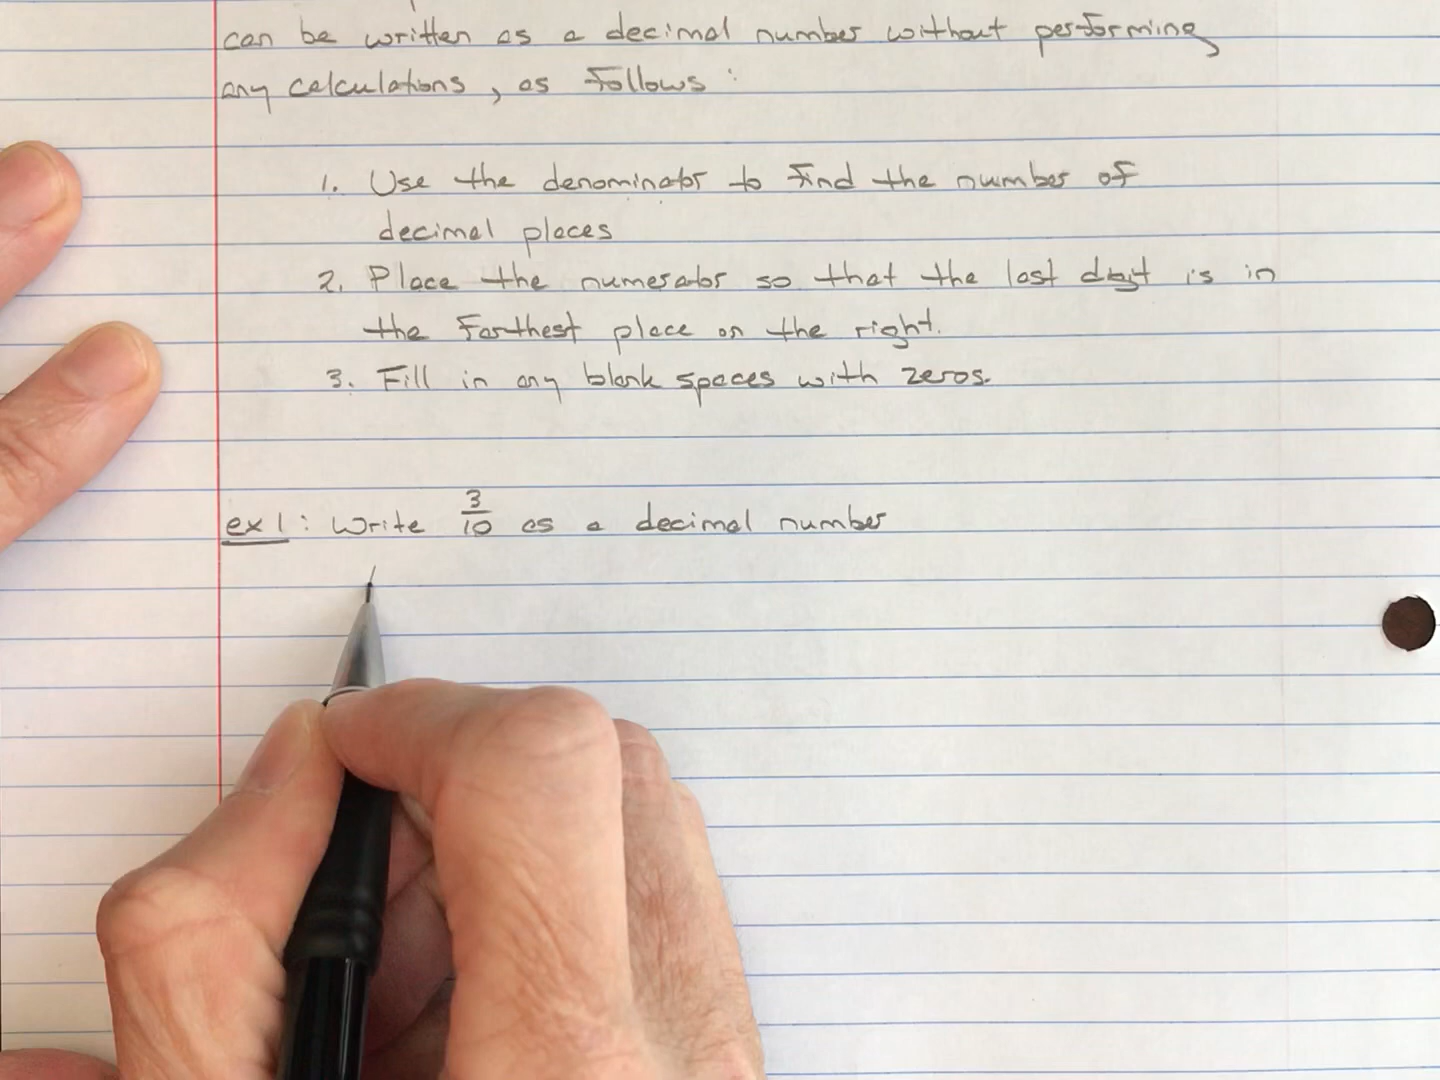 can be written as a decimal number without performing
any calculations, as follows:
1. Use the denominator to find the number of
decimal places
2. Place the numerator so that the last digit is in
the farthest place on the right.
3. Fill in any blank spaces with zeros.
ex 1: Write 3/10 as a decimal number